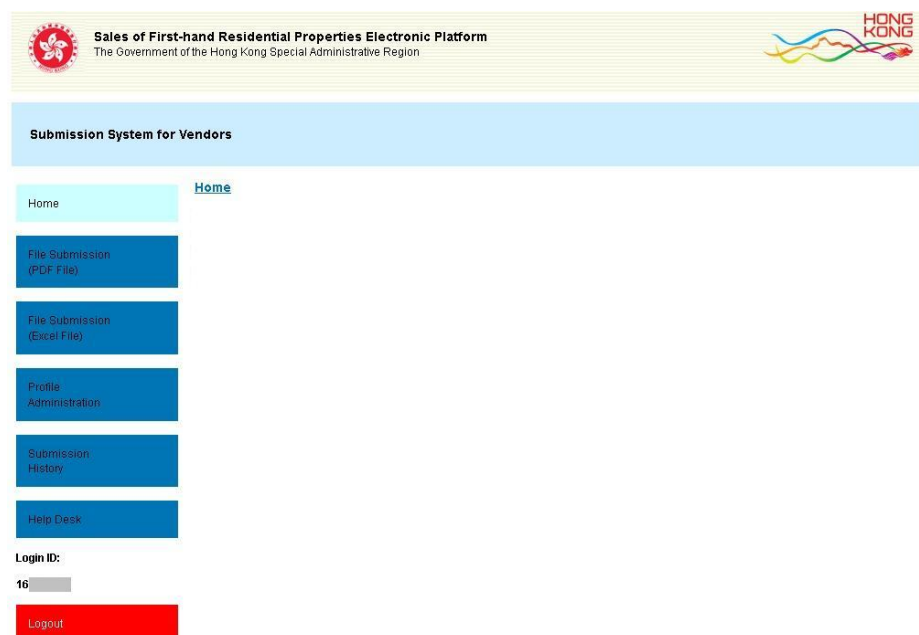 Sales of First-hand Residential Properties Electronic Platform
The Government of the Hong Kong Special Administrative Region
HONG
KONG
Submission System for Vendors
Home
Home
File Submission
(PDF File)
File Submission
(Excel File)
Profile
Administration
Submission
History
Help Desk
Login ID:
16
Logout